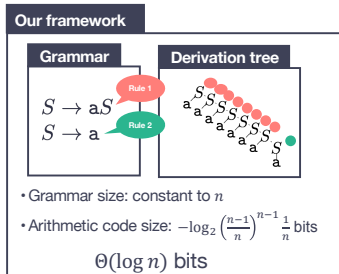 Our framework
Grammar
Derivation tree
S → aS
Rule 1
S → a
Rule 2
S
a S
a S
a S
a S
a S
a S
a S
a
• Grammar size: constant to n
• Arithmetic code size: −log₂ ((n−1)/n)ⁿ⁻¹ 1/n bits
Θ(log n) bits